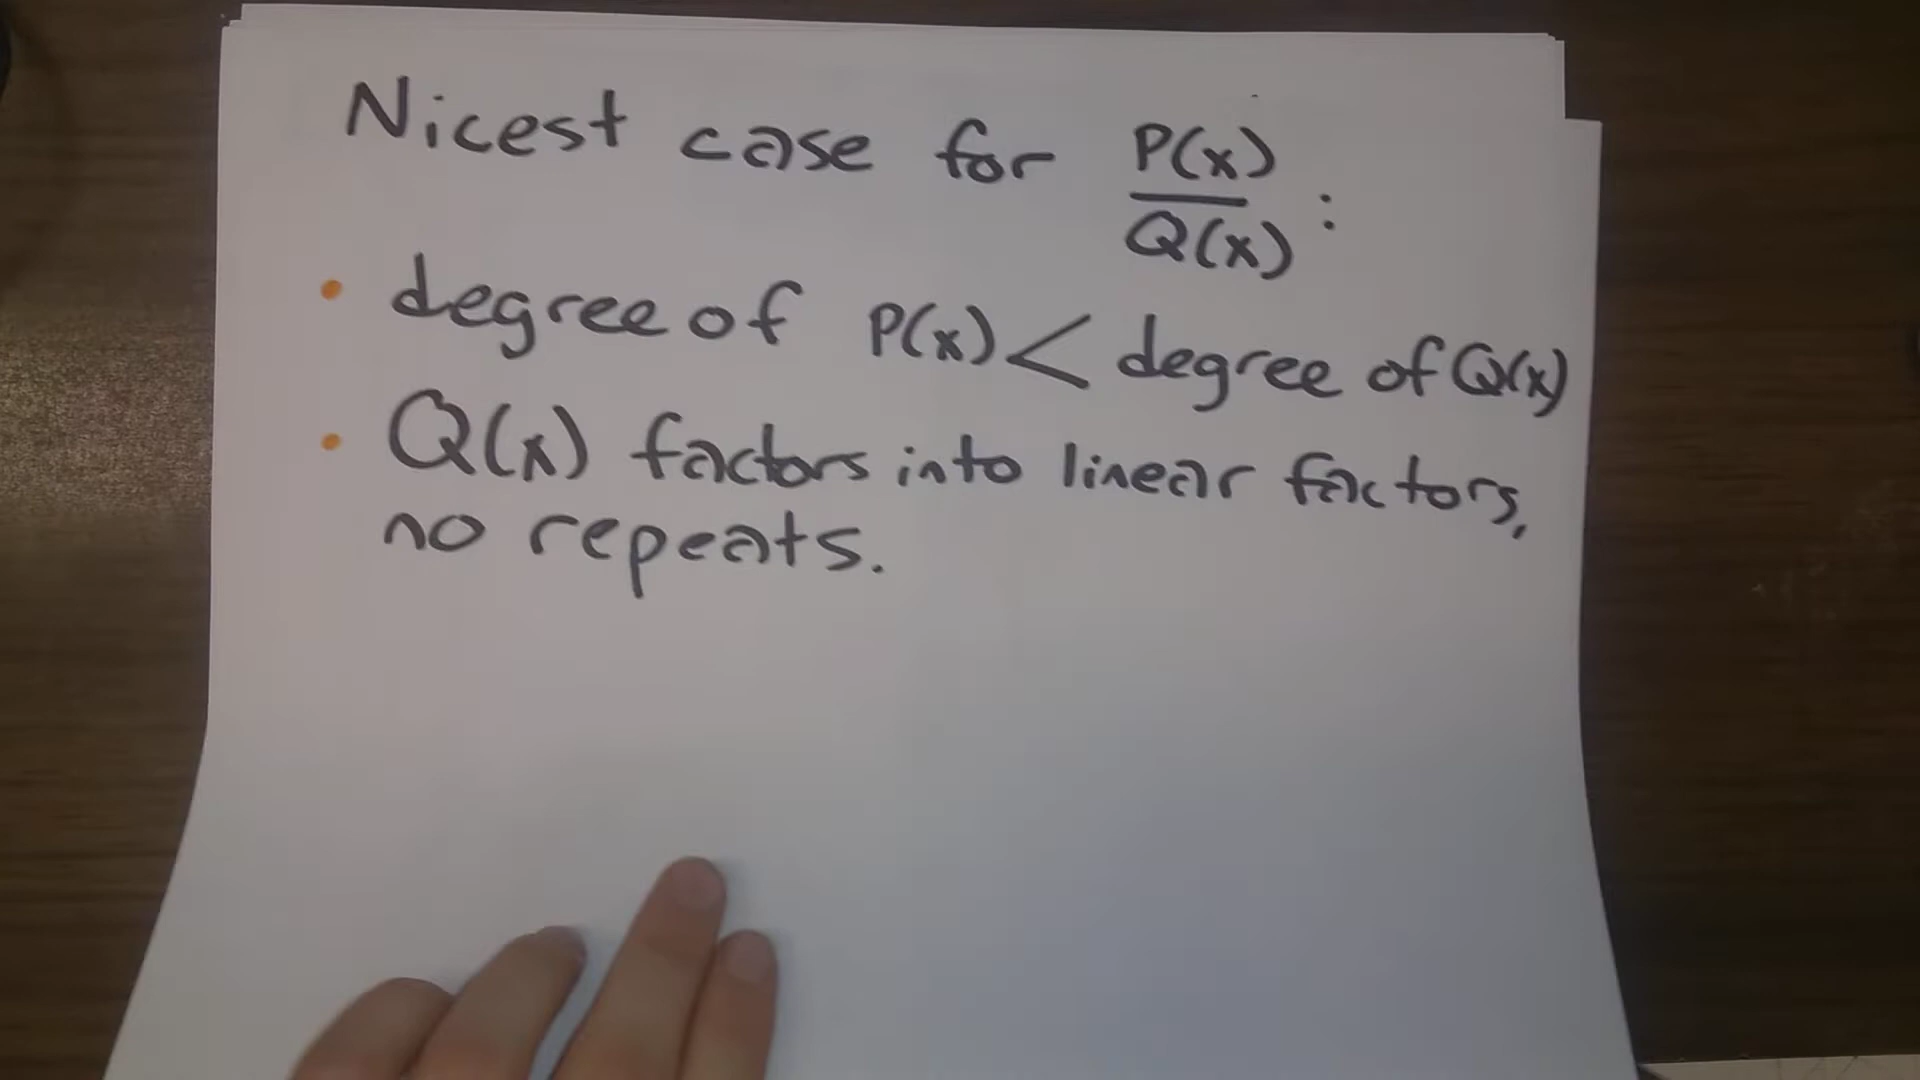 Nicest case for P(x)/Q(x):
• degree of P(x) < degree of Q(x)
• Q(x) factors into linear factors,
no repeats.